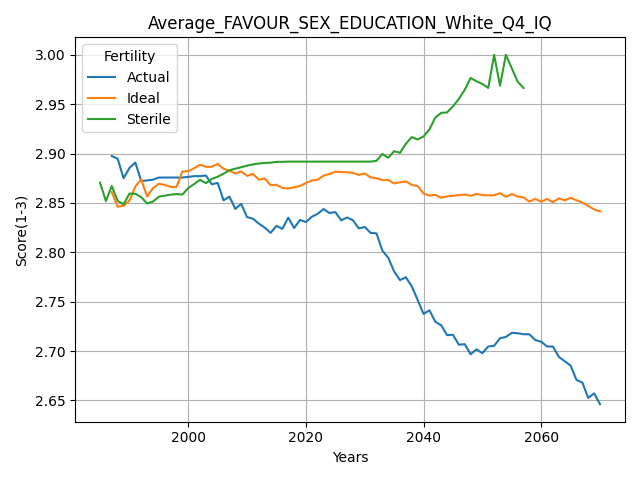 Average_FAVOUR_SEX_EDUCATION_White_Q4_IQ
Fertility
Actual
Ideal
Sterile
Score(1-3)
3.00
2.95
2.90
2.85
2.80
2.75
2.70
2.65
2000 2020 2040 2060
Years